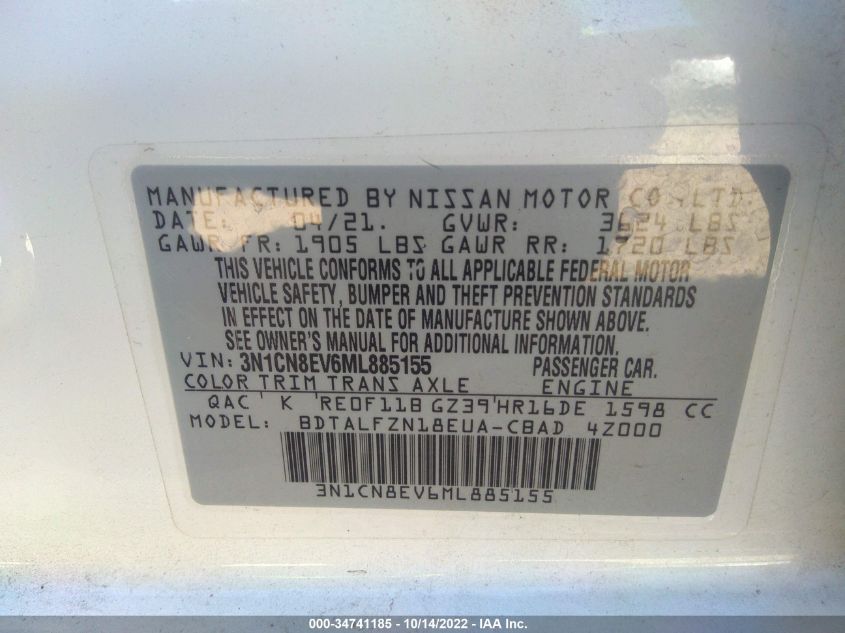 MANUFACTURED BY NISSAN MOTOR CO.,LTD.
DATE: 04/21. GVWR: 3624 LBS
GAWR FR: 1905 LBS GAWR RR: 1720 LBS
THIS VEHICLE CONFORMS TO ALL APPLICABLE FEDERAL MOTOR
VEHICLE SAFETY, BUMPER AND THEFT PREVENTION STANDARDS
IN EFFECT ON THE DATE OF MANUFACTURE SHOWN ABOVE.
SEE OWNER'S MANUAL FOR ADDITIONAL INFORMATION.
VIN: 3N1CN8EV6ML885155 PASSENGER CAR.
COLOR TRIM TRANS AXLE ENGINE
QAC K RE0F11B GZ39 HR16DE 1598 CC
MODEL: BDTALFZN18EUA-CBAD 4Z000
3N1CN8EV6ML885155
000-34741185 - 10/14/2022 - IAA Inc.